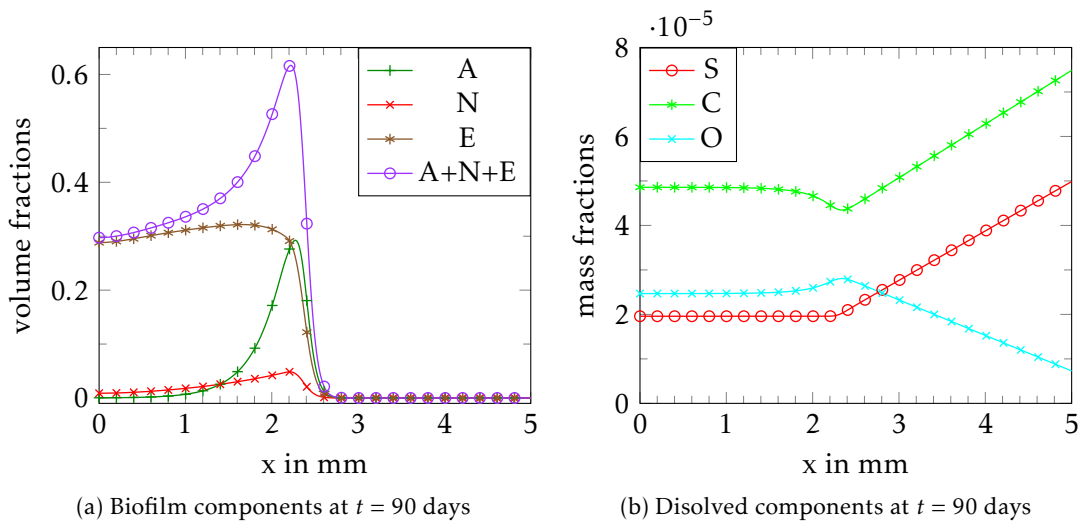 ·10⁻⁵
volume fractions
0.6
0.4
0.2
0
0 1 2 3 4 5
x in mm
A
N
E
A+N+E
(a) Biofilm components at t = 90 days
mass fractions
8
6
4
2
0
0 1 2 3 4 5
x in mm
S
C
O
(b) Disolved components at t = 90 days